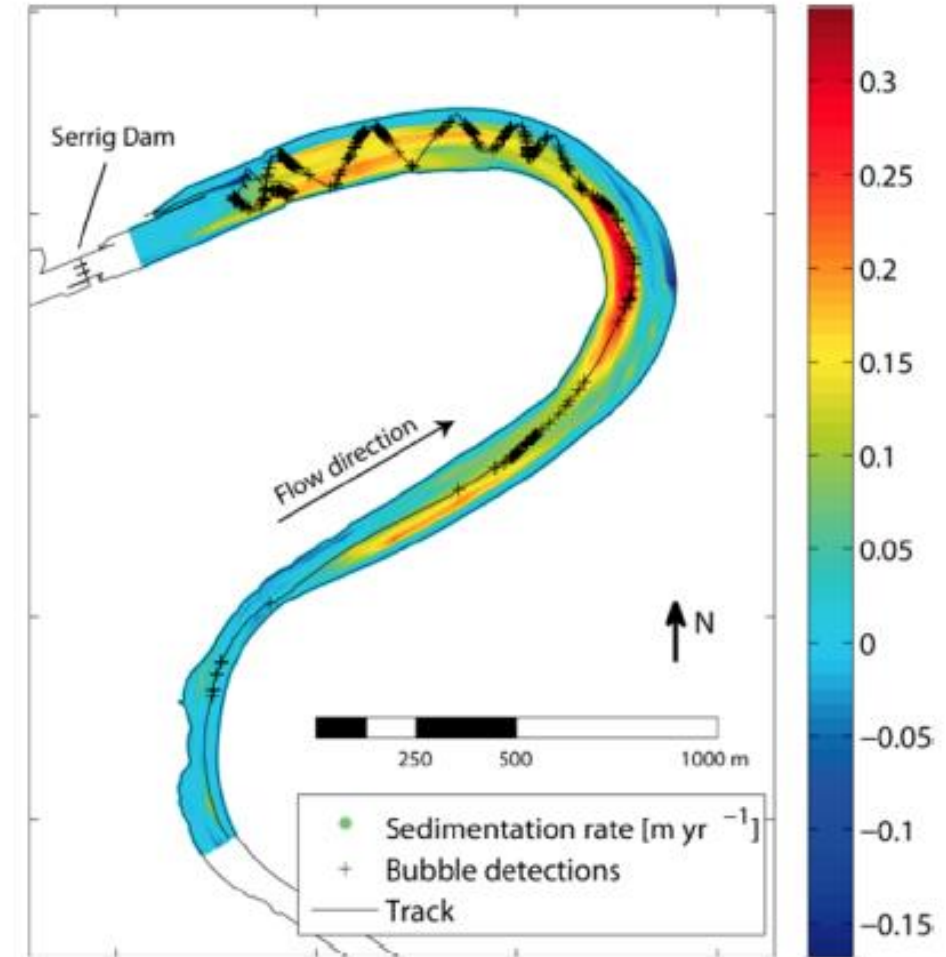 Serrig Dam
Flow direction
N
250 500 1000 m
Sedimentation rate [m yr ⁻¹]
Bubble detections
Track
0.3
0.25
0.2
0.15
0.1
0.05
0
−0.05
−0.1
−0.15